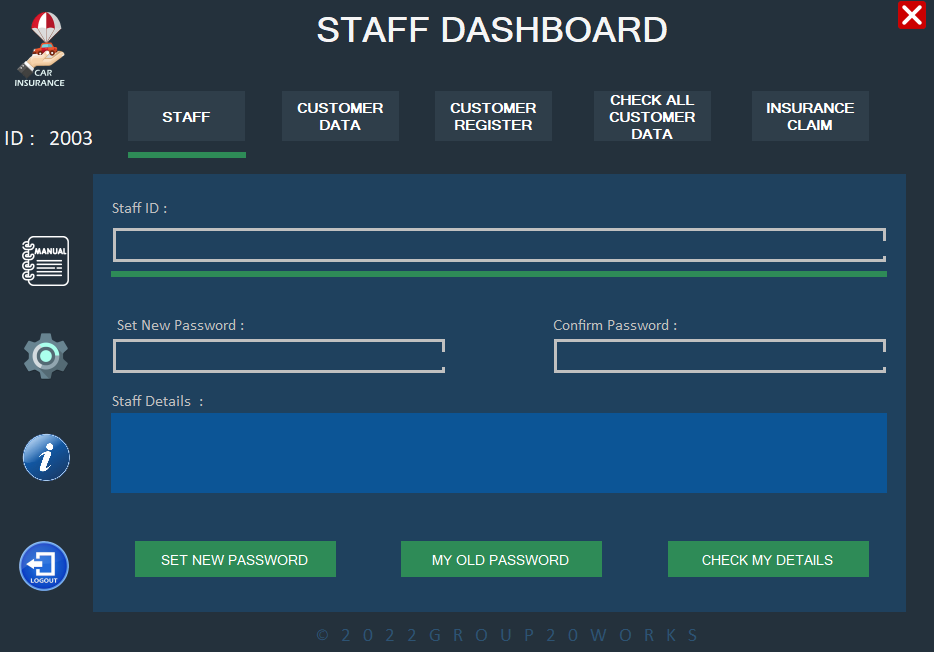 STAFF DASHBOARD
CAR
INSURANCE
ID : 2003
STAFF
CUSTOMER
DATA
CUSTOMER
REGISTER
CHECK ALL
CUSTOMER
DATA
INSURANCE
CLAIM
Staff ID :
MANUAL
Set New Password :
Confirm Password :
Staff Details :
i
SET NEW PASSWORD
MY OLD PASSWORD
CHECK MY DETAILS
LOGOUT
© 2 0 2 2 G R O U P 2 0 W O R K S